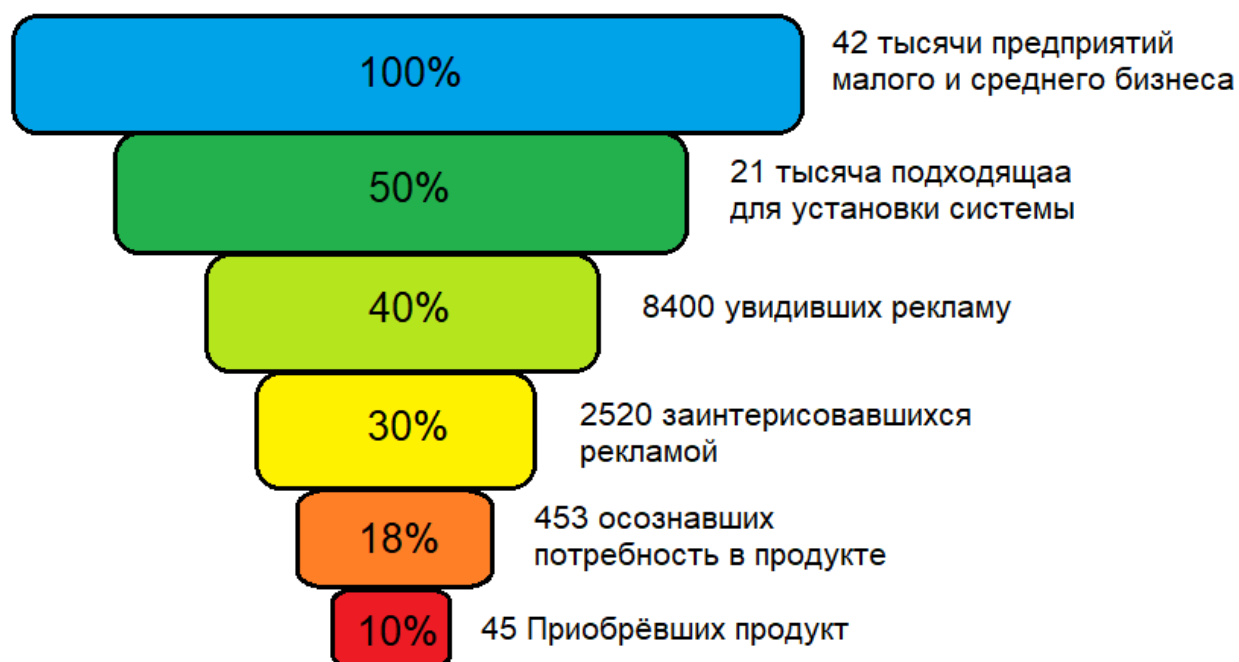 100%
42 тысячи предприятий
малого и среднего бизнеса
50%
21 тысяча подходящаа
для установки системы
40%
8400 увидивших рекламу
30%
2520 заинтерисовавшихся
рекламой
18%
453 осознавших
потребность в продукте
10%
45 Приобрёвших продукт